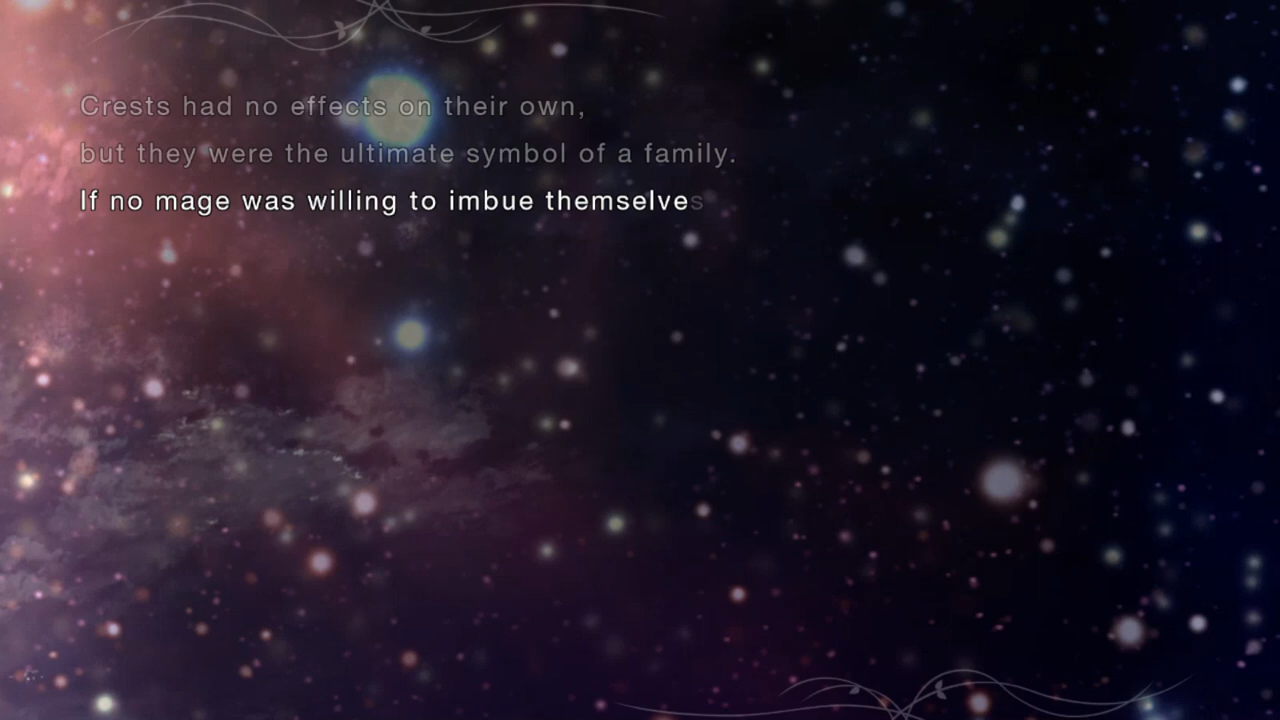 Crests had no effects on their own,
but they were the ultimate symbol of a family.
If no mage was willing to imbue themselves